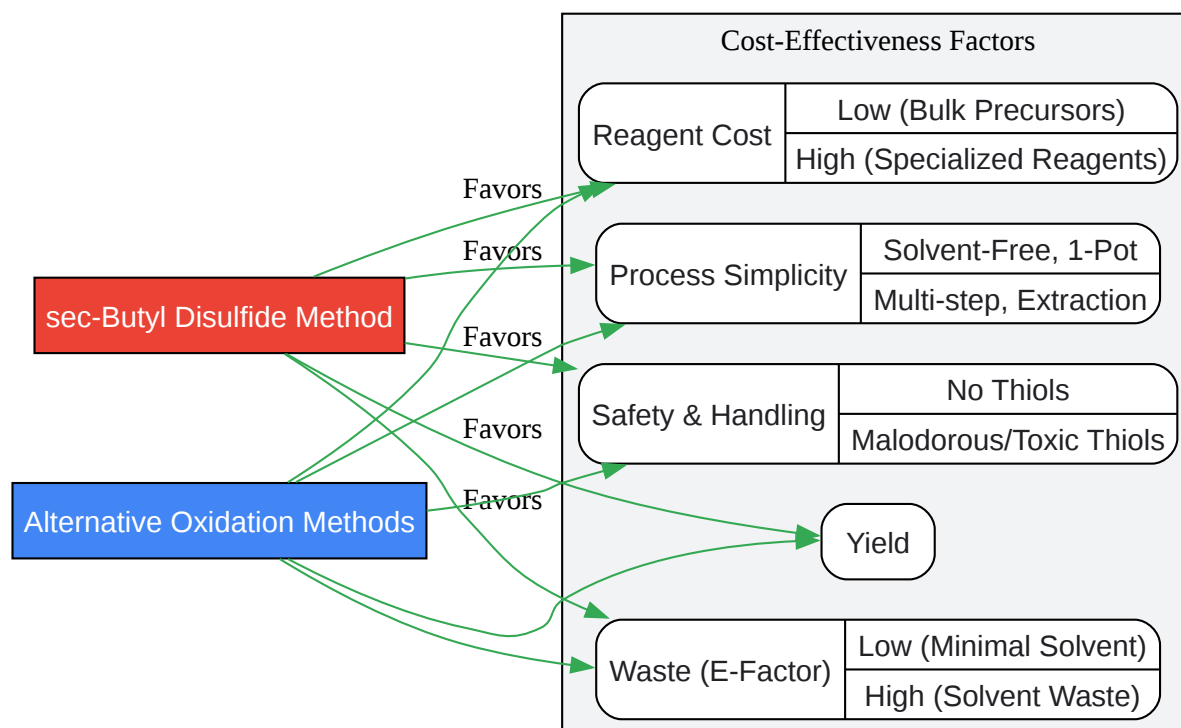 Cost-Effectiveness Factors
Reagent Cost
Low (Bulk Precursors)
High (Specialized Reagents)
Favors
Process Simplicity
Solvent-Free, 1-Pot
Multi-step, Extraction
Favors
sec-Butyl Disulfide Method
Favors
Safety & Handling
No Thiols
Malodorous/Toxic Thiols
Favors
Alternative Oxidation Methods
Favors
Yield
Waste (E-Factor)
Low (Minimal Solvent)
High (Solvent Waste)